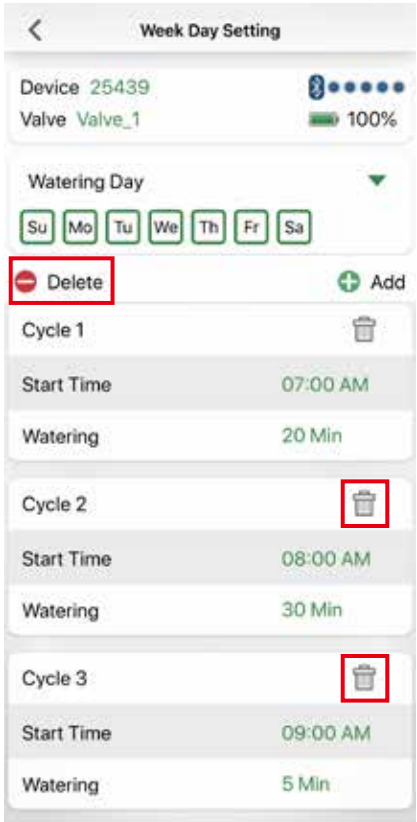 Week Day Setting
Device 25439
Valve Valve_1 100%
Watering Day
Su Mo Tu We Th Fr Sa
Delete Add
Cycle 1
Start Time 07:00 AM
Watering 20 Min
Cycle 2
Start Time 08:00 AM
Watering 30 Min
Cycle 3
Start Time 09:00 AM
Watering 5 Min